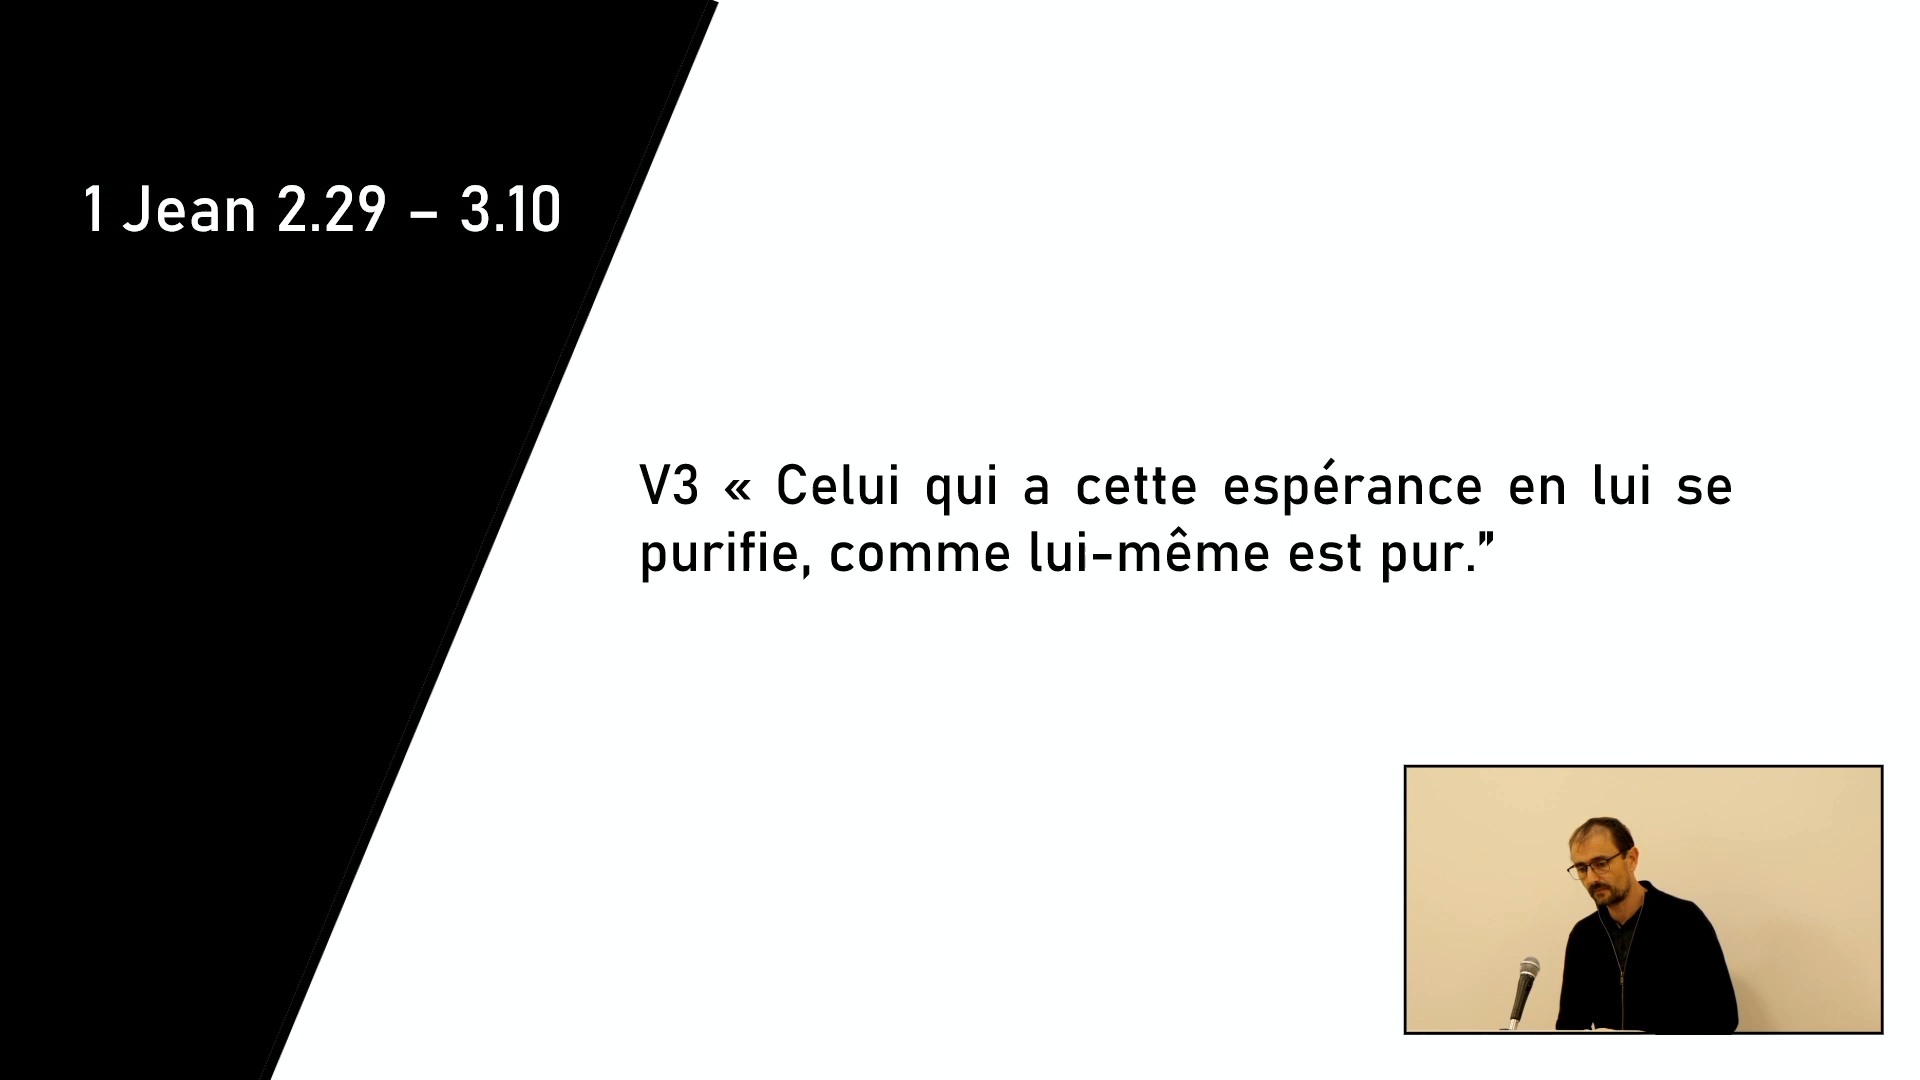 1 Jean 2.29 – 3.10
V3 « Celui qui a cette espérance en lui se
purifie, comme lui-même est pur.”